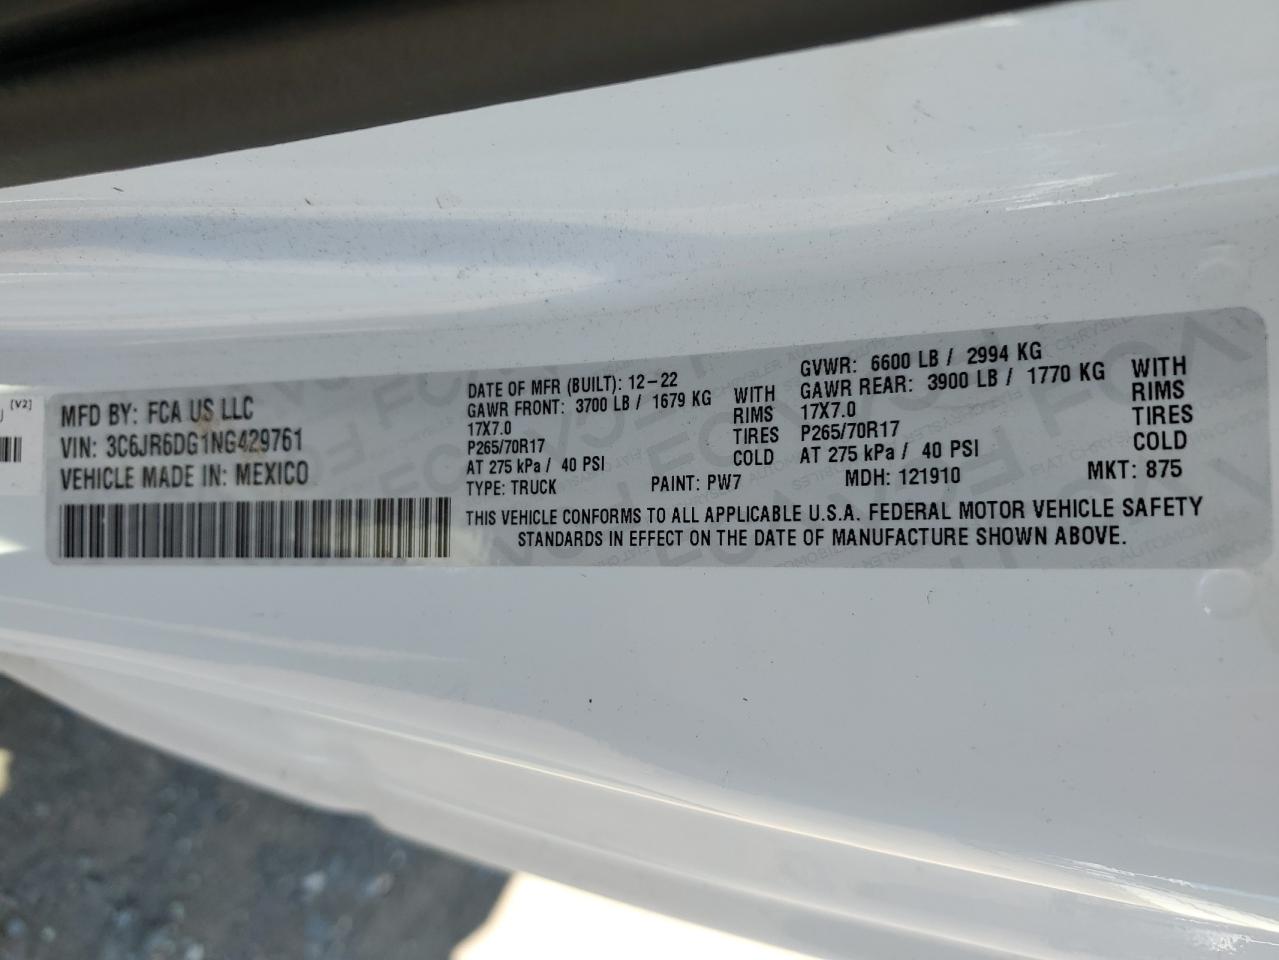 [V2]
MFD BY: FCA US LLC
VIN: 3C6JR6DG1NG429761
VEHICLE MADE IN: MEXICO
DATE OF MFR (BUILT): 12-22
GAWR FRONT: 3700 LB / 1679 KG WITH
17X7.0 RIMS
P265/70R17 TIRES
AT 275 kPa / 40 PSI COLD
TYPE: TRUCK PAINT: PW7 MDH: 121910 MKT: 875
GVWR: 6600 LB / 2994 KG
GAWR REAR: 3900 LB / 1770 KG WITH
17X7.0 RIMS
P265/70R17 TIRES
AT 275 kPa / 40 PSI COLD
THIS VEHICLE CONFORMS TO ALL APPLICABLE U.S.A. FEDERAL MOTOR VEHICLE SAFETY
STANDARDS IN EFFECT ON THE DATE OF MANUFACTURE SHOWN ABOVE.